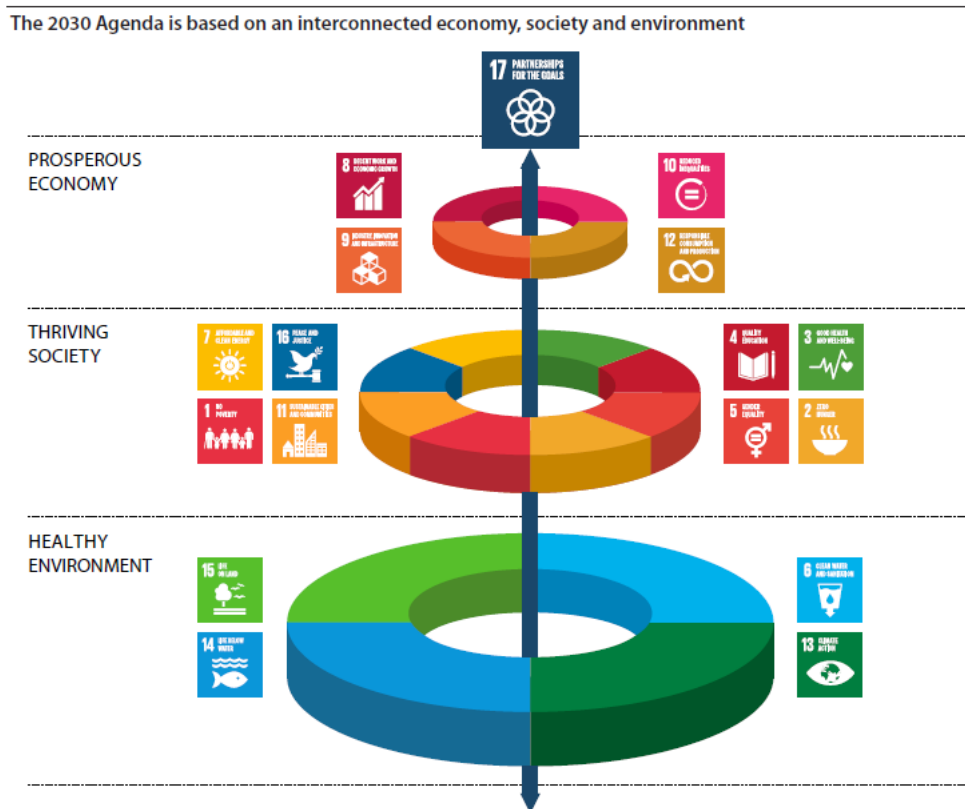 The 2030 Agenda is based on an interconnected economy, society and environment
17 PARTNERSHIPS
FOR THE GOALS
PROSPEROUS
ECONOMY
8 DECENT WORK AND
ECONOMIC GROWTH
10 REDUCED
INEQUALITIES
9 INDUSTRY, INNOVATION
AND INFRASTRUCTURE
12 RESPONSIBLE
CONSUMPTION
AND PRODUCTION
THRIVING
SOCIETY
7 AFFORDABLE AND
CLEAN ENERGY
16 PEACE AND
JUSTICE
4 QUALITY
EDUCATION
3 GOOD HEALTH
AND WELL-BEING
1 NO
POVERTY
11 SUSTAINABLE CITIES
AND COMMUNITIES
5 GENDER
EQUALITY
2 ZERO
HUNGER
HEALTHY
ENVIRONMENT
15 LIFE
ON LAND
6 CLEAN WATER
AND SANITATION
14 LIFE BELOW
WATER
13 CLIMATE
ACTION